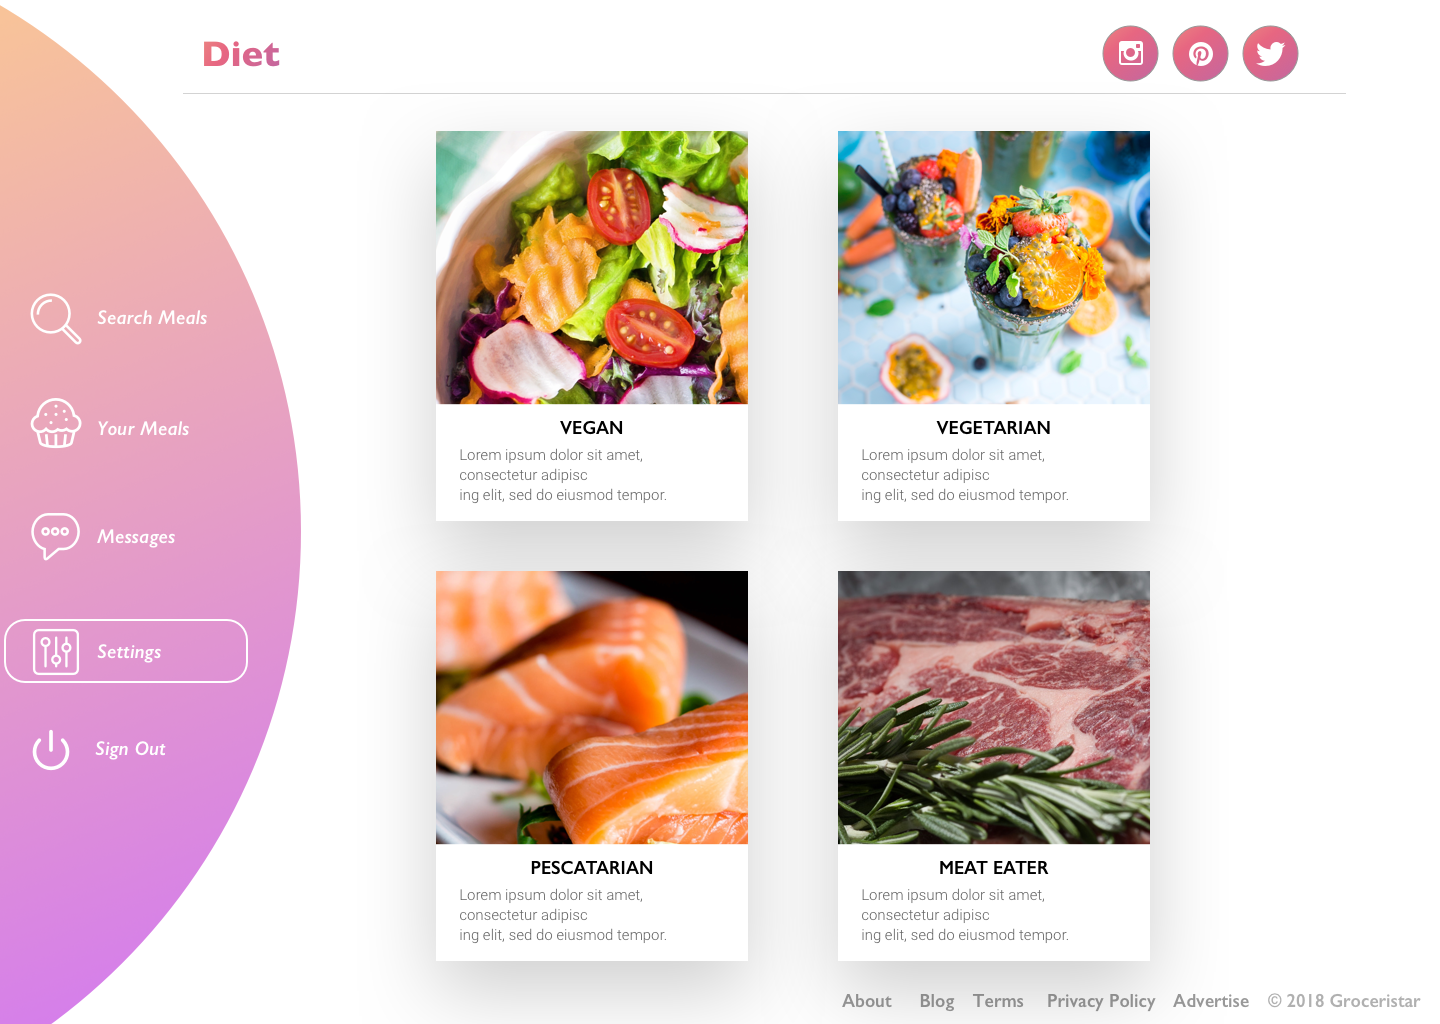 Diet
Search Meals
Your Meals
Messages
Settings
Sign Out
VEGAN
Lorem ipsum dolor sit amet,
consectetur adipisc
ing elit, sed do eiusmod tempor.
VEGETARIAN
Lorem ipsum dolor sit amet,
consectetur adipisc
ing elit, sed do eiusmod tempor.
PESCATARIAN
Lorem ipsum dolor sit amet,
consectetur adipisc
ing elit, sed do eiusmod tempor.
MEAT EATER
Lorem ipsum dolor sit amet,
consectetur adipisc
ing elit, sed do eiusmod tempor.
About Blog Terms Privacy Policy Advertise © 2018 Groceristar